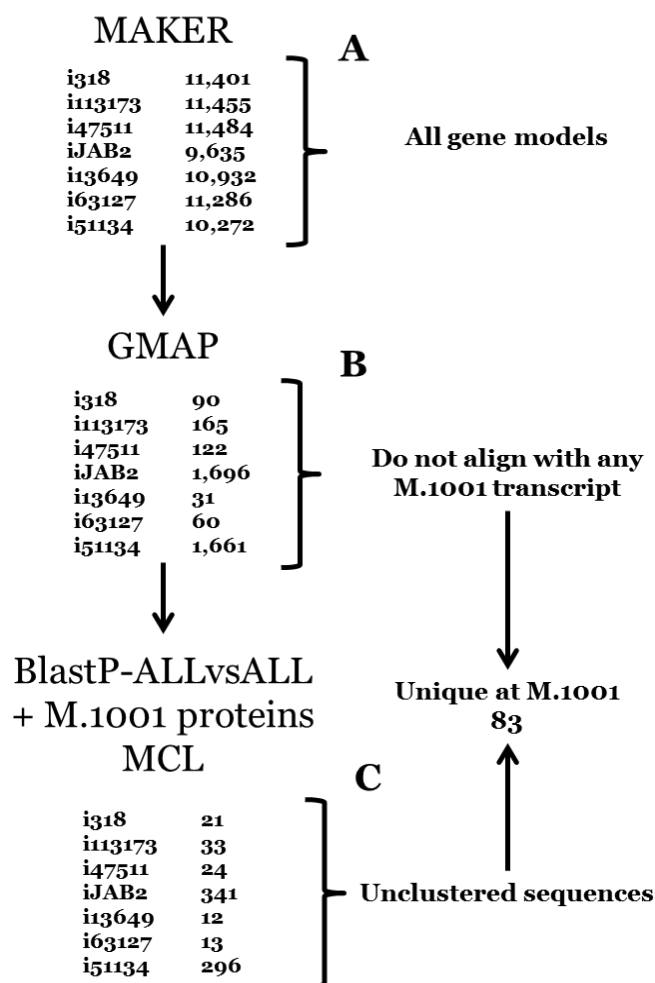 MAKER
A
i318 11,401
i113173 11,455
i47511 11,484
iJAB2 9,635
i13649 10,932
i63127 11,286
i51134 10,272
All gene models
GMAP
B
i318 90
i113173 165
i47511 122
iJAB2 1,696
i13649 31
i63127 60
i51134 1,661
Do not align with any
M.1001 transcript
BlastP-ALLvsALL
+ M.1001 proteins
MCL
Unique at M.1001
83
C
i318 21
i113173 33
i47511 24
iJAB2 341
i13649 12
i63127 13
i51134 296
Unclustered sequences